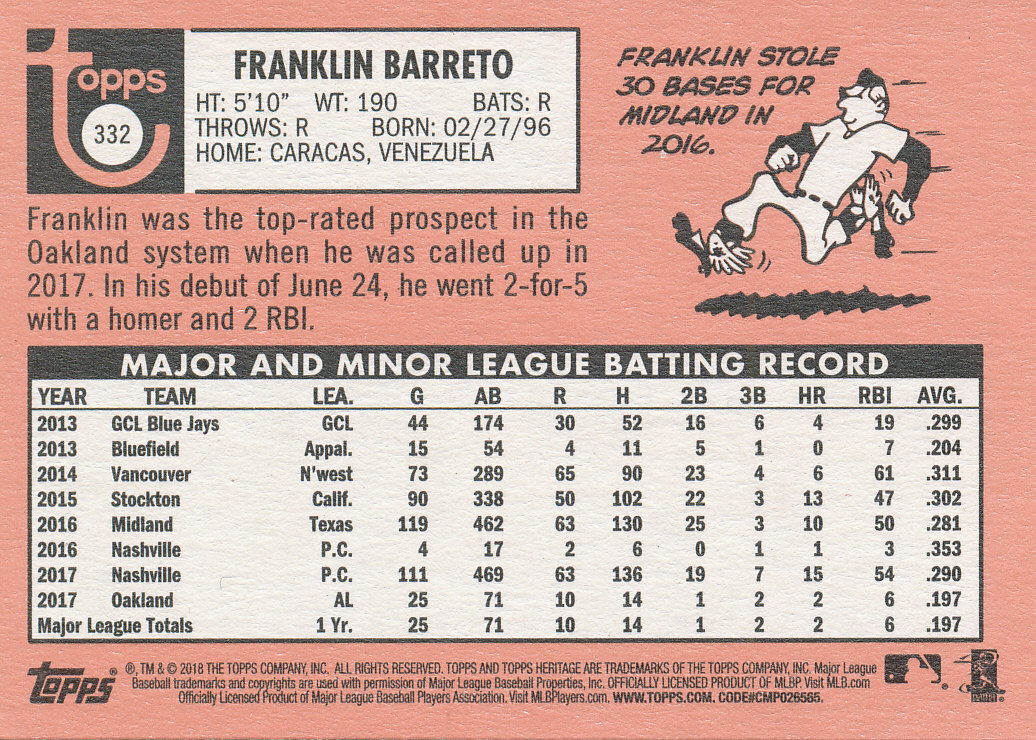 topps
332
FRANKLIN BARRETO
HT: 5'10" WT: 190 BATS: R
THROWS: R BORN: 02/27/96
HOME: CARACAS, VENEZUELA
FRANKLIN STOLE
30 BASES FOR
MIDLAND IN
2016.
Franklin was the top-rated prospect in the
Oakland system when he was called up in
2017. In his debut of June 24, he went 2-for-5
with a homer and 2 RBI.
MAJOR AND MINOR LEAGUE BATTING RECORD
YEAR TEAM LEA. G AB R H 2B 3B HR RBI AVG.
2013 GCL Blue Jays GCL 44 174 30 52 16 6 4 19 .299
2013 Bluefield Appal. 15 54 4 11 5 1 0 7 .204
2014 Vancouver N'west 73 289 65 90 23 4 6 61 .311
2015 Stockton Calif. 90 338 50 102 22 3 13 47 .302
2016 Midland Texas 119 462 63 130 25 3 10 50 .281
2016 Nashville P.C. 4 17 2 6 0 1 1 3 .353
2017 Nashville P.C. 111 469 63 136 19 7 15 54 .290
2017 Oakland AL 25 71 10 14 1 2 2 6 .197
Major League Totals 1 Yr. 25 71 10 14 1 2 2 6 .197
topps ® ®, TM & © 2018 THE TOPPS COMPANY, INC. ALL RIGHTS RESERVED. TOPPS AND TOPPS HERITAGE ARE TRADEMARKS OF THE TOPPS COMPANY, INC. Major League
Baseball trademarks and copyrights are used with permission of Major League Baseball Properties, Inc. OFFICIALLY LICENSED PRODUCT OF MLBP. Visit MLB.com
Officially Licensed Product of Major League Baseball Players Association. Visit MLBPlayers.com. WWW.TOPPS.COM. CODE#CMP026565.